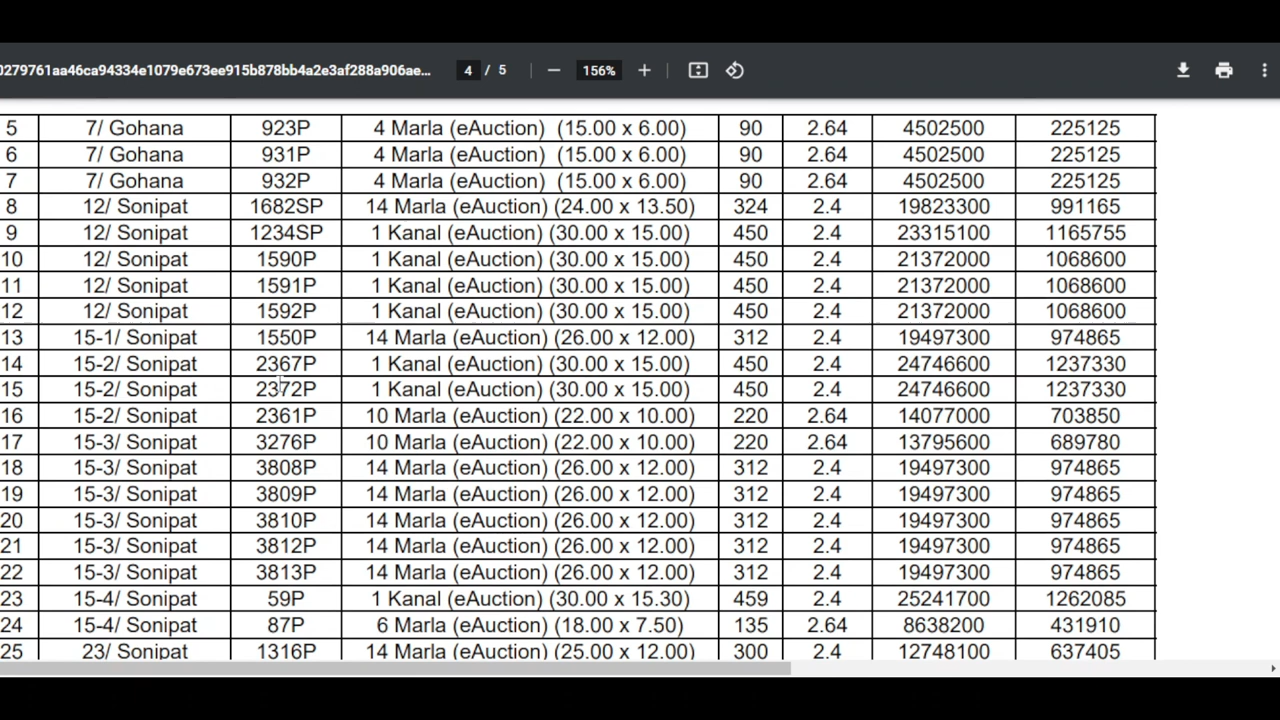 0279761aa46ca94334e1079e673ee915b878bb4a2e3af288a906ae... 4 / 5 156%
5 7/ Gohana 923P 4 Marla (eAuction) (15.00 x 6.00) 90 2.64 4502500 225125
6 7/ Gohana 931P 4 Marla (eAuction) (15.00 x 6.00) 90 2.64 4502500 225125
7 7/ Gohana 932P 4 Marla (eAuction) (15.00 x 6.00) 90 2.64 4502500 225125
8 12/ Sonipat 1682SP 14 Marla (eAuction) (24.00 x 13.50) 324 2.4 19823300 991165
9 12/ Sonipat 1234SP 1 Kanal (eAuction) (30.00 x 15.00) 450 2.4 23315100 1165755
10 12/ Sonipat 1590P 1 Kanal (eAuction) (30.00 x 15.00) 450 2.4 21372000 1068600
11 12/ Sonipat 1591P 1 Kanal (eAuction) (30.00 x 15.00) 450 2.4 21372000 1068600
12 12/ Sonipat 1592P 1 Kanal (eAuction) (30.00 x 15.00) 450 2.4 21372000 1068600
13 15-1/ Sonipat 1550P 14 Marla (eAuction) (26.00 x 12.00) 312 2.4 19497300 974865
14 15-2/ Sonipat 2367P 1 Kanal (eAuction) (30.00 x 15.00) 450 2.4 24746600 1237330
15 15-2/ Sonipat 2372P 1 Kanal (eAuction) (30.00 x 15.00) 450 2.4 24746600 1237330
16 15-2/ Sonipat 2361P 10 Marla (eAuction) (22.00 x 10.00) 220 2.64 14077000 703850
17 15-3/ Sonipat 3276P 10 Marla (eAuction) (22.00 x 10.00) 220 2.64 13795600 689780
18 15-3/ Sonipat 3808P 14 Marla (eAuction) (26.00 x 12.00) 312 2.4 19497300 974865
19 15-3/ Sonipat 3809P 14 Marla (eAuction) (26.00 x 12.00) 312 2.4 19497300 974865
20 15-3/ Sonipat 3810P 14 Marla (eAuction) (26.00 x 12.00) 312 2.4 19497300 974865
21 15-3/ Sonipat 3812P 14 Marla (eAuction) (26.00 x 12.00) 312 2.4 19497300 974865
22 15-3/ Sonipat 3813P 14 Marla (eAuction) (26.00 x 12.00) 312 2.4 19497300 974865
23 15-4/ Sonipat 59P 1 Kanal (eAuction) (30.00 x 15.30) 459 2.4 25241700 1262085
24 15-4/ Sonipat 87P 6 Marla (eAuction) (18.00 x 7.50) 135 2.64 8638200 431910
25 23/ Sonipat 1316P 14 Marla (eAuction) (25.00 x 12.00) 300 2.4 12748100 637405